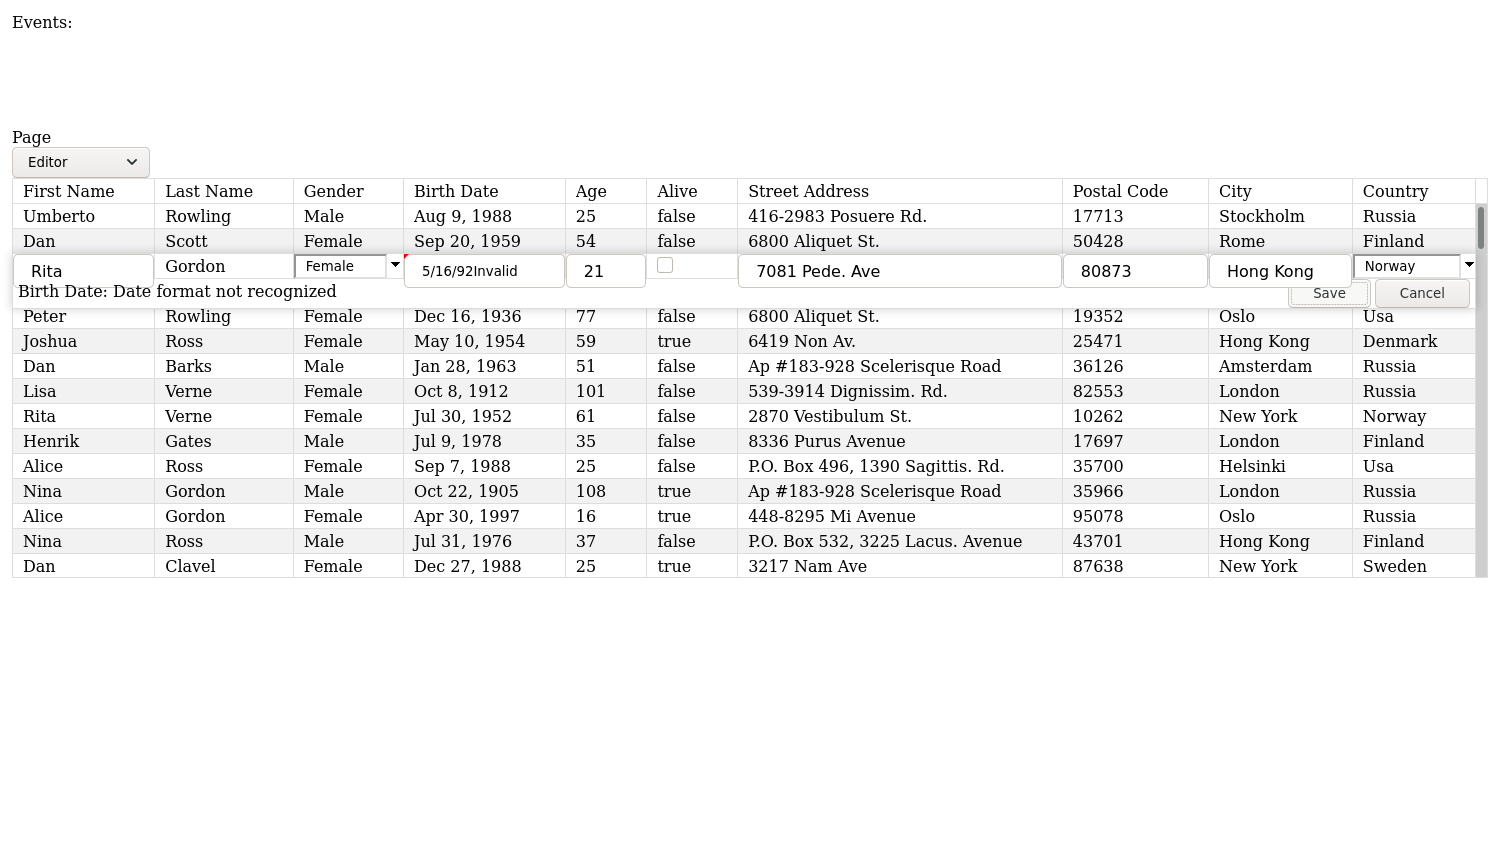 Events:
Page
Editor
First Name Last Name Gender Birth Date Age Alive Street Address Postal Code City Country
Umberto Rowling Male Aug 9, 1988 25 false 416-2983 Posuere Rd. 17713 Stockholm Russia
Dan Scott Female Sep 20, 1959 54 false 6800 Aliquet St. 50428 Rome Finland
Rita Gordon Female 5/16/92Invalid 21 7081 Pede. Ave 80873 Hong Kong Norway
Birth Date: Date format not recognized Save Cancel
Peter Rowling Female Dec 16, 1936 77 false 6800 Aliquet St. 19352 Oslo Usa
Joshua Ross Female May 10, 1954 59 true 6419 Non Av. 25471 Hong Kong Denmark
Dan Barks Male Jan 28, 1963 51 false Ap #183-928 Scelerisque Road 36126 Amsterdam Russia
Lisa Verne Female Oct 8, 1912 101 false 539-3914 Dignissim. Rd. 82553 London Russia
Rita Verne Female Jul 30, 1952 61 false 2870 Vestibulum St. 10262 New York Norway
Henrik Gates Male Jul 9, 1978 35 false 8336 Purus Avenue 17697 London Finland
Alice Ross Female Sep 7, 1988 25 false P.O. Box 496, 1390 Sagittis. Rd. 35700 Helsinki Usa
Nina Gordon Male Oct 22, 1905 108 true Ap #183-928 Scelerisque Road 35966 London Russia
Alice Gordon Female Apr 30, 1997 16 true 448-8295 Mi Avenue 95078 Oslo Russia
Nina Ross Male Jul 31, 1976 37 false P.O. Box 532, 3225 Lacus. Avenue 43701 Hong Kong Finland
Dan Clavel Female Dec 27, 1988 25 true 3217 Nam Ave 87638 New York Sweden